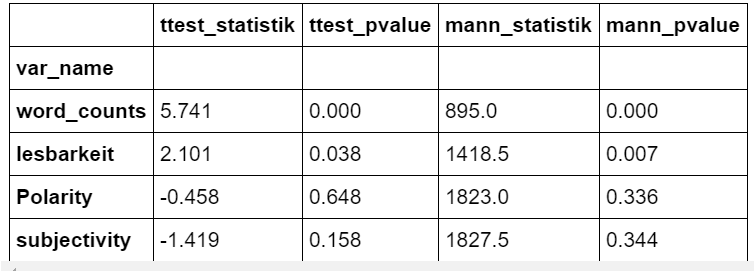 ttest_statistik ttest_pvalue mann_statistik mann_pvalue
var_name
word_counts 5.741 0.000 895.0 0.000
lesbarkeit 2.101 0.038 1418.5 0.007
Polarity -0.458 0.648 1823.0 0.336
subjectivity -1.419 0.158 1827.5 0.344